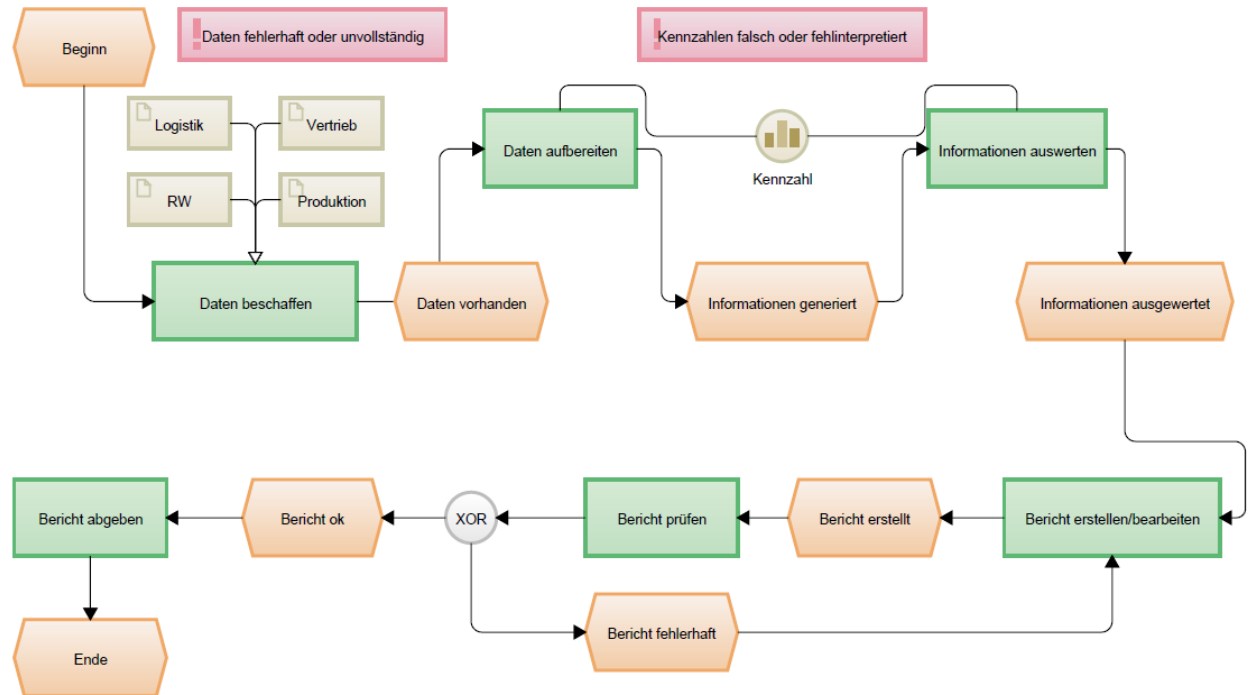 Beginn
Daten fehlerhaft oder unvollständig
Kennzahlen falsch oder fehlinterpretiert
Logistik
Vertrieb
RW
Produktion
Daten beschaffen
Daten vorhanden
Daten aufbereiten
Kennzahl
Informationen auswerten
Informationen generiert
Informationen ausgewertet
Bericht abgeben
Bericht ok
XOR
Bericht prüfen
Bericht erstellt
Bericht erstellen/bearbeiten
Bericht fehlerhaft
Ende